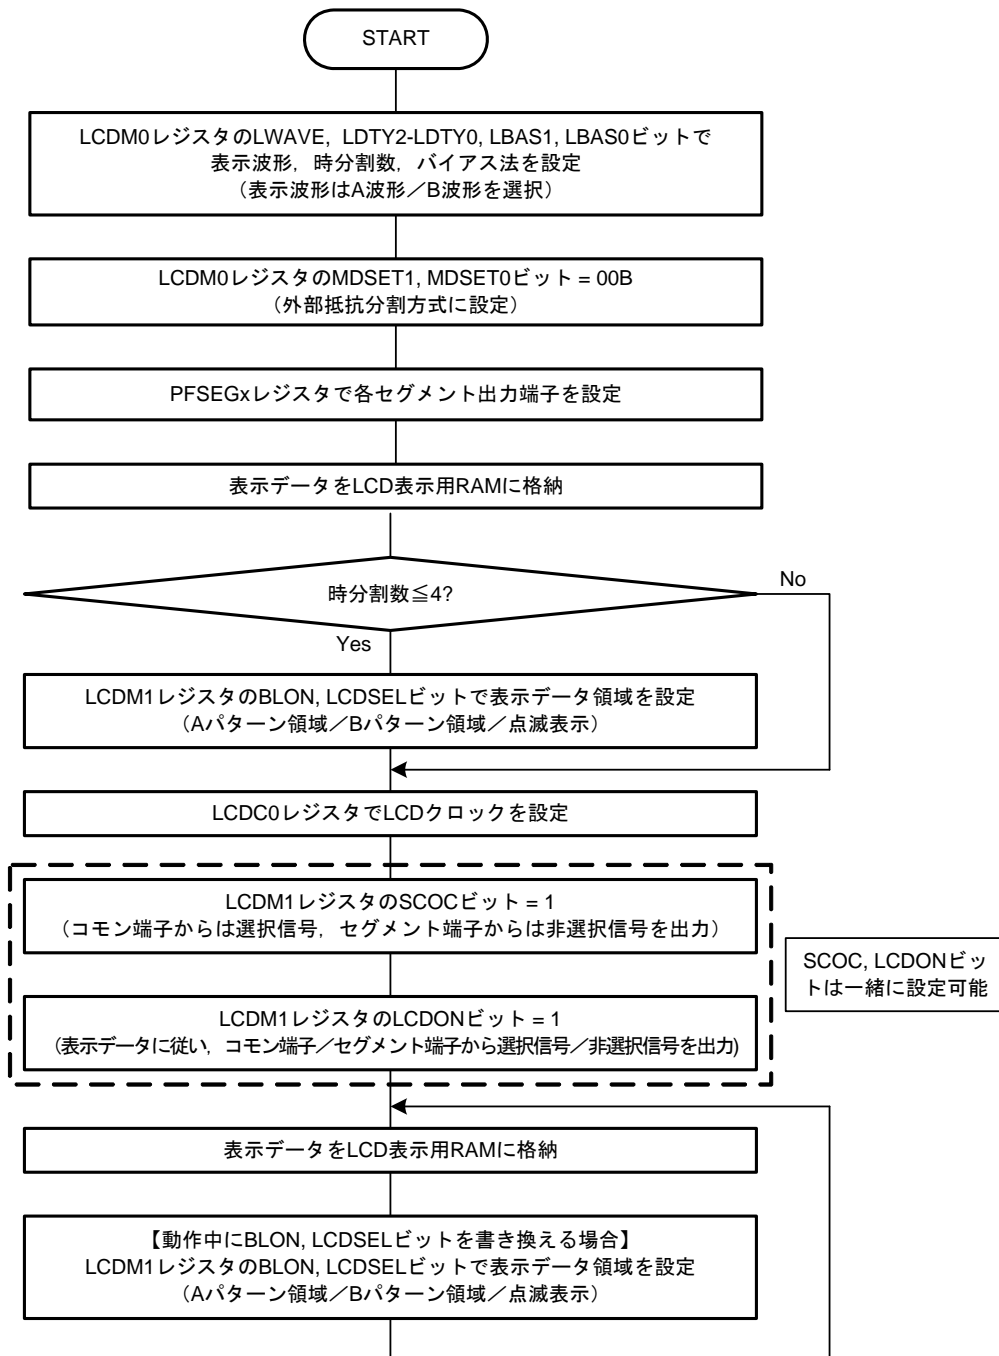 START
LCDM0レジスタのLWAVE, LDTY2-LDTY0, LBAS1, LBAS0ビットで
表示波形, 時分割数, バイアス法を設定
（表示波形はA波形／B波形を選択）
LCDM0レジスタのMDSET1, MDSET0ビット = 00B
（外部抵抗分割方式に設定）
PFSEGxレジスタで各セグメント出力端子を設定
表示データをLCD表示用RAMに格納
時分割数≦4?
No
Yes
LCDM1レジスタのBLON, LCDSELビットで表示データ領域を設定
（Aパターン領域／Bパターン領域／点滅表示）
LCDC0レジスタでLCDクロックを設定
LCDM1レジスタのSCOCビット = 1
（コモン端子からは選択信号, セグメント端子からは非選択信号を出力）
SCOC, LCDONビッ
トは一緒に設定可能
LCDM1レジスタのLCDONビット = 1
(表示データに従い, コモン端子／セグメント端子から選択信号／非選択信号を出力)
表示データをLCD表示用RAMに格納
【動作中にBLON, LCDSELビットを書き換える場合】
LCDM1レジスタのBLON, LCDSELビットで表示データ領域を設定
（Aパターン領域／Bパターン領域／点滅表示）